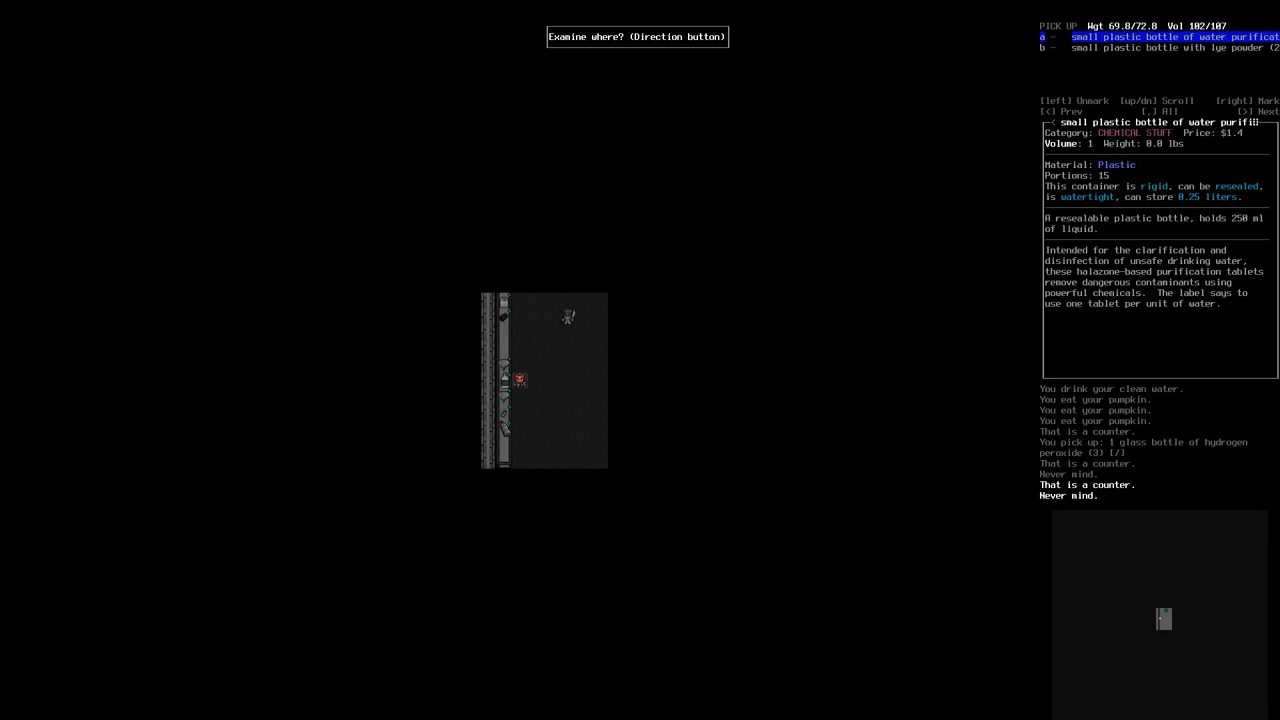 Examine where? (Direction button)
PICK UP Wgt 69.8/72.8 Vol 102/107
a - small plastic bottle of water purificat
b - small plastic bottle with lye powder (2
[left] Unmark [up/dn] Scroll [right] Mark
[<] Prev [,] All [>] Next
< small plastic bottle of water purifi
Category: CHEMICAL STUFF Price: $1.4
Volume: 1 Weight: 0.0 lbs
Material: Plastic
Portions: 15
This container is rigid, can be resealed,
is watertight, can store 0.25 liters.
A resealable plastic bottle, holds 250 ml
of liquid.
Intended for the clarification and
disinfection of unsafe drinking water,
these halazone-based purification tablets
remove dangerous contaminants using
powerful chemicals. The label says to
use one tablet per unit of water.
You drink your clean water.
You eat your pumpkin.
You eat your pumpkin.
You eat your pumpkin.
That is a counter.
You pick up: 1 glass bottle of hydrogen
peroxide (3) [/]
That is a counter.
Never mind.
That is a counter.
Never mind.